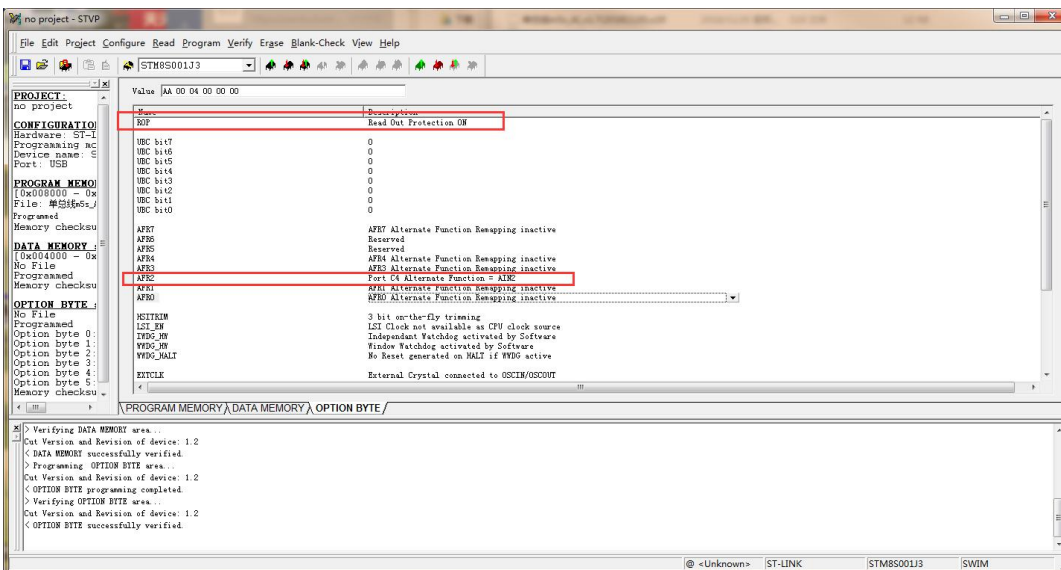 no project - STVP
File Edit Project Configure Read Program Verify Erase Blank-Check View Help
STM8S001J3
PROJECT:
no project
CONFIGURATIO
Hardware: ST-L
Programming mo
Device name: S
Port: USB
PROGRAM MEMO
[0x008000 - 0x
Programmed
Memory checksu
DATA MEMORY :
[0x004000 - 0x
No File
Programmed
Memory checksu
OPTION BYTE :
No File
Programmed
Option byte 0:
Option byte 1:
Option byte 2:
Option byte 3:
Option byte 4:
Option byte 5:
Memory checksu
Value AA 00 04 00 00 00
Name Description
ROP Read Out Protection ON
UBC bit7 0
UBC bit6 0
UBC bit5 0
UBC bit4 0
UBC bit3 0
UBC bit2 0
UBC bit1 0
UBC bit0 0
AFR7 AFR7 Alternate Function Remapping inactive
AFR6 Reserved
AFR5 Reserved
AFR4 AFR4 Alternate Function Remapping inactive
AFR3 AFR3 Alternate Function Remapping inactive
AFR2 Port C4 Alternate Function = AIN2
AFR1 AFR1 Alternate Function Remapping inactive
AFR0 AFR0 Alternate Function Remapping inactive
HSITRIM 3 bit on-the-fly trimming
LSI_EN LSI Clock not available as CPU clock source
IWDG_HW Independant Watchdog activated by Software
WWDG_HW Window Watchdog activated by Software
WWDG_HALT No Reset generated on HALT if WWDG active
EXTCLK External Crystal connected to OSCIN/OSCOUT
PROGRAM MEMORY DATA MEMORY OPTION BYTE
> Verifying DATA MEMORY area...
Cut Version and Revision of device: 1.2
< DATA MEMORY successfully verified.
> Programming OPTION BYTE area...
Cut Version and Revision of device: 1.2
< OPTION BYTE programming completed.
> Verifying OPTION BYTE area...
Cut Version and Revision of device: 1.2
< OPTION BYTE successfully verified.
@ <Unknown> ST-LINK STM8S001J3 SWIM